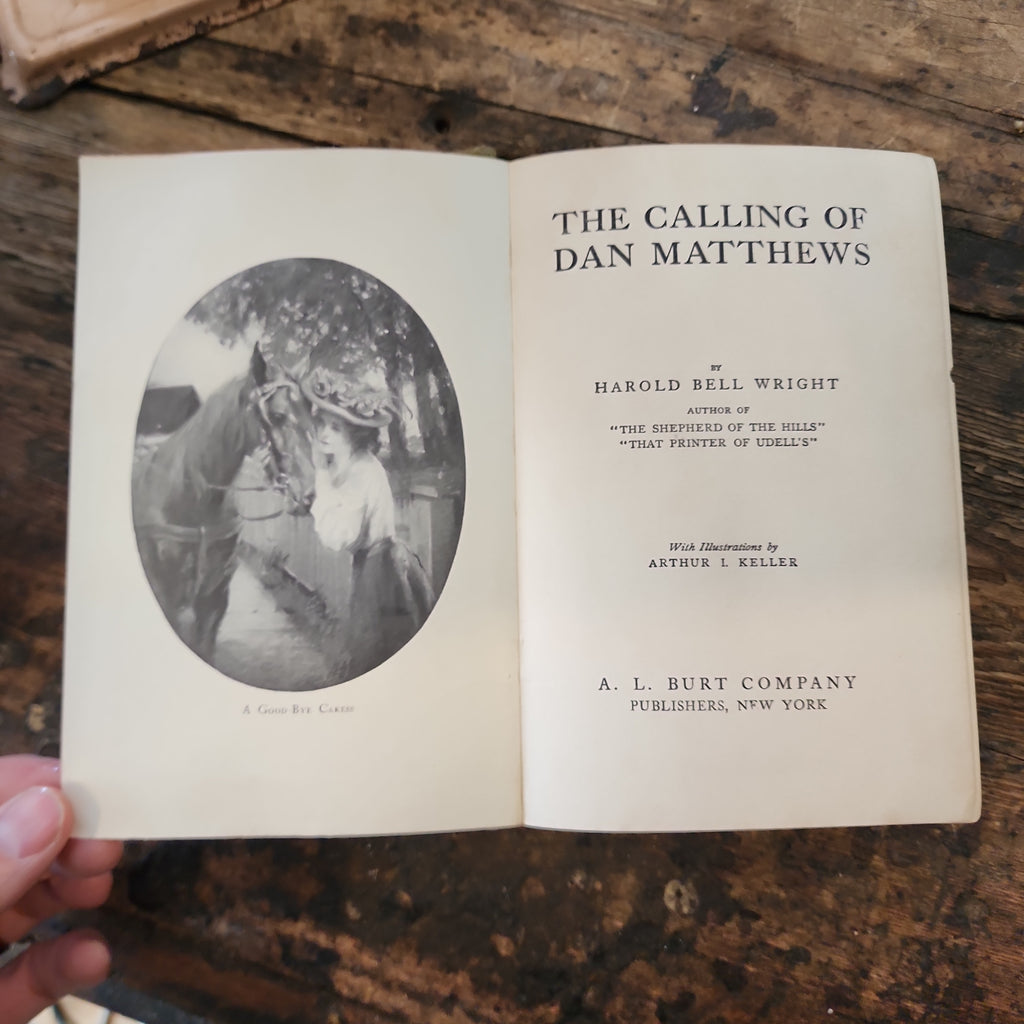 A Good-Bye Caress
THE CALLING OF
DAN MATTHEWS
BY
HAROLD BELL WRIGHT
AUTHOR OF
"THE SHEPHERD OF THE HILLS"
"THAT PRINTER OF UDELL'S"
With Illustrations by
ARTHUR I. KELLER
A. L. BURT COMPANY
PUBLISHERS, NEW YORK